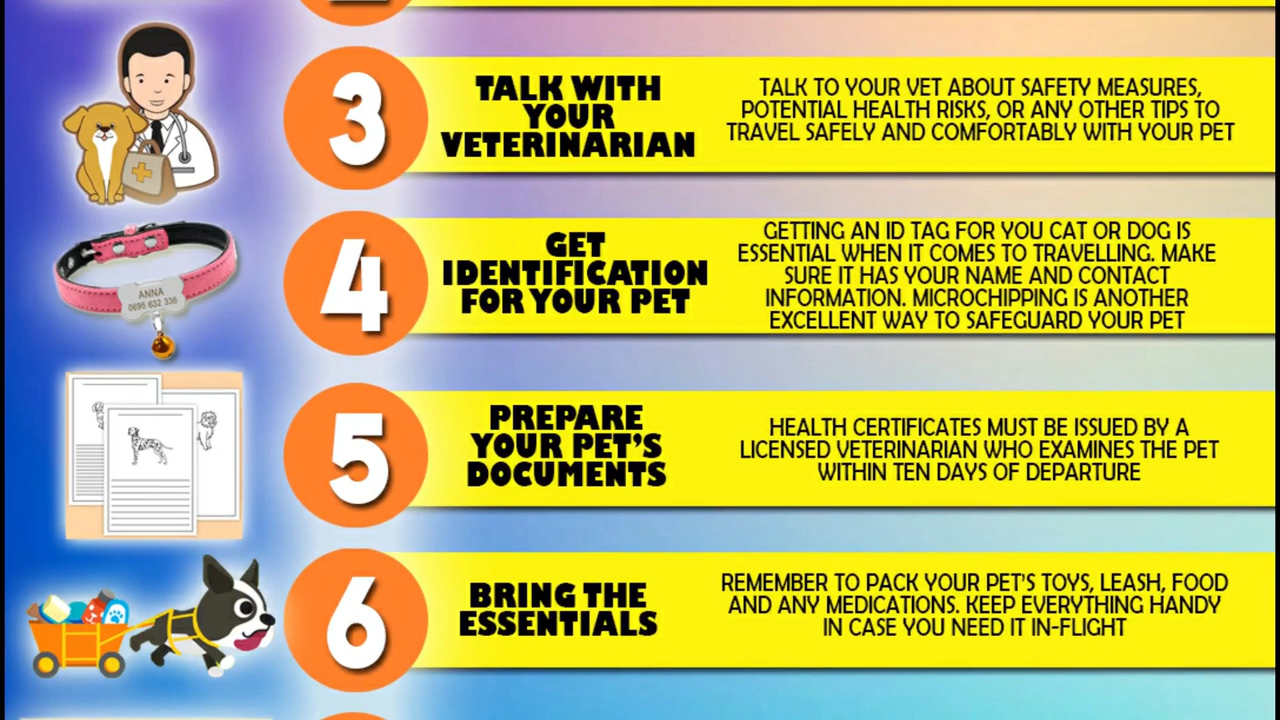 3
TALK WITH
YOUR
VETERINARIAN
TALK TO YOUR VET ABOUT SAFETY MEASURES,
POTENTIAL HEALTH RISKS, OR ANY OTHER TIPS TO
TRAVEL SAFELY AND COMFORTABLY WITH YOUR PET
ANNA
0695 632 336
4
GET
IDENTIFICATION
FOR YOUR PET
GETTING AN ID TAG FOR YOU CAT OR DOG IS
ESSENTIAL WHEN IT COMES TO TRAVELLING. MAKE
SURE IT HAS YOUR NAME AND CONTACT
INFORMATION. MICROCHIPPING IS ANOTHER
EXCELLENT WAY TO SAFEGUARD YOUR PET
5
PREPARE
YOUR PET'S
DOCUMENTS
HEALTH CERTIFICATES MUST BE ISSUED BY A
LICENSED VETERINARIAN WHO EXAMINES THE PET
WITHIN TEN DAYS OF DEPARTURE
6
BRING THE
ESSENTIALS
REMEMBER TO PACK YOUR PET'S TOYS, LEASH, FOOD
AND ANY MEDICATIONS. KEEP EVERYTHING HANDY
IN CASE YOU NEED IT IN-FLIGHT